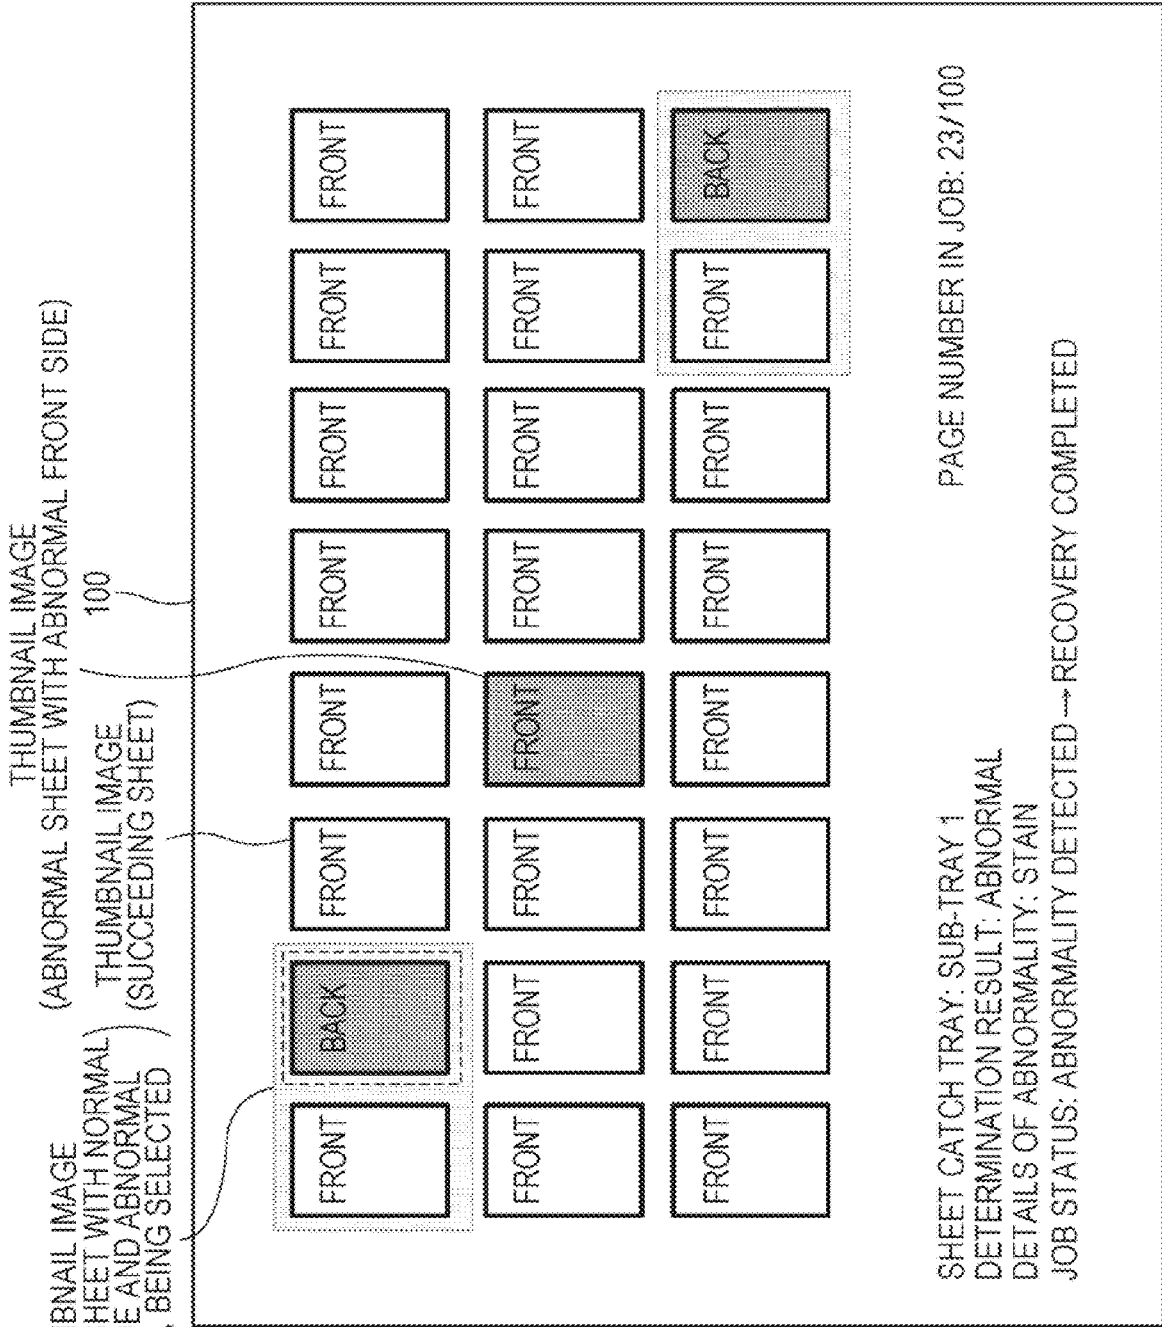 THUMBNAIL IMAGE
(ABNORMAL SHEET WITH ABNORMAL FRONT SIDE)
100
THUMBNAIL IMAGE
(SUCCEEDING SHEET)
BNAIL IMAGE
HEET WITH NORMAL
E AND ABNORMAL
BEING SELECTED
FRONT BACK FRONT FRONT FRONT FRONT FRONT FRONT
FRONT FRONT FRONT FRONT FRONT FRONT FRONT FRONT
FRONT FRONT FRONT FRONT FRONT FRONT FRONT BACK
SHEET CATCH TRAY: SUB-TRAY 1 PAGE NUMBER IN JOB: 23/100
DETERMINATION RESULT: ABNORMAL
DETAILS OF ABNORMALITY: STAIN
JOB STATUS: ABNORMALITY DETECTED→RECOVERY COMPLETED